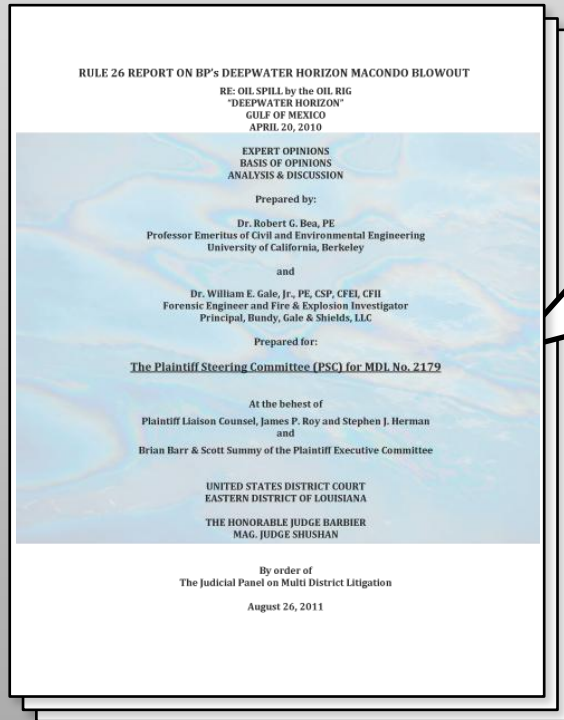 RULE 26 REPORT ON BP's DEEPWATER HORIZON MACONDO BLOWOUT
RE: OIL SPILL by the OIL RIG
"DEEPWATER HORIZON"
GULF OF MEXICO
APRIL 20, 2010
EXPERT OPINIONS
BASIS OF OPINIONS
ANALYSIS & DISCUSSION
Prepared by:
Dr. Robert G. Bea, PE
Professor Emeritus of Civil and Environmental Engineering
University of California, Berkeley
and
Dr. William E. Gale, Jr., PE, CSP, CFEI, CFII
Forensic Engineer and Fire & Explosion Investigator
Principal, Bundy, Gale & Shields, LLC
Prepared for:
The Plaintiff Steering Committee (PSC) for MDL No. 2179
At the behest of
Plaintiff Liaison Counsel, James P. Roy and Stephen J. Herman
and
Brian Barr & Scott Summy of the Plaintiff Executive Committee
UNITED STATES DISTRICT COURT
EASTERN DISTRICT OF LOUISIANA
THE HONORABLE JUDGE BARBIER
MAG. JUDGE SHUSHAN
By order of
The Judicial Panel on Multi District Litigation
August 26, 2011